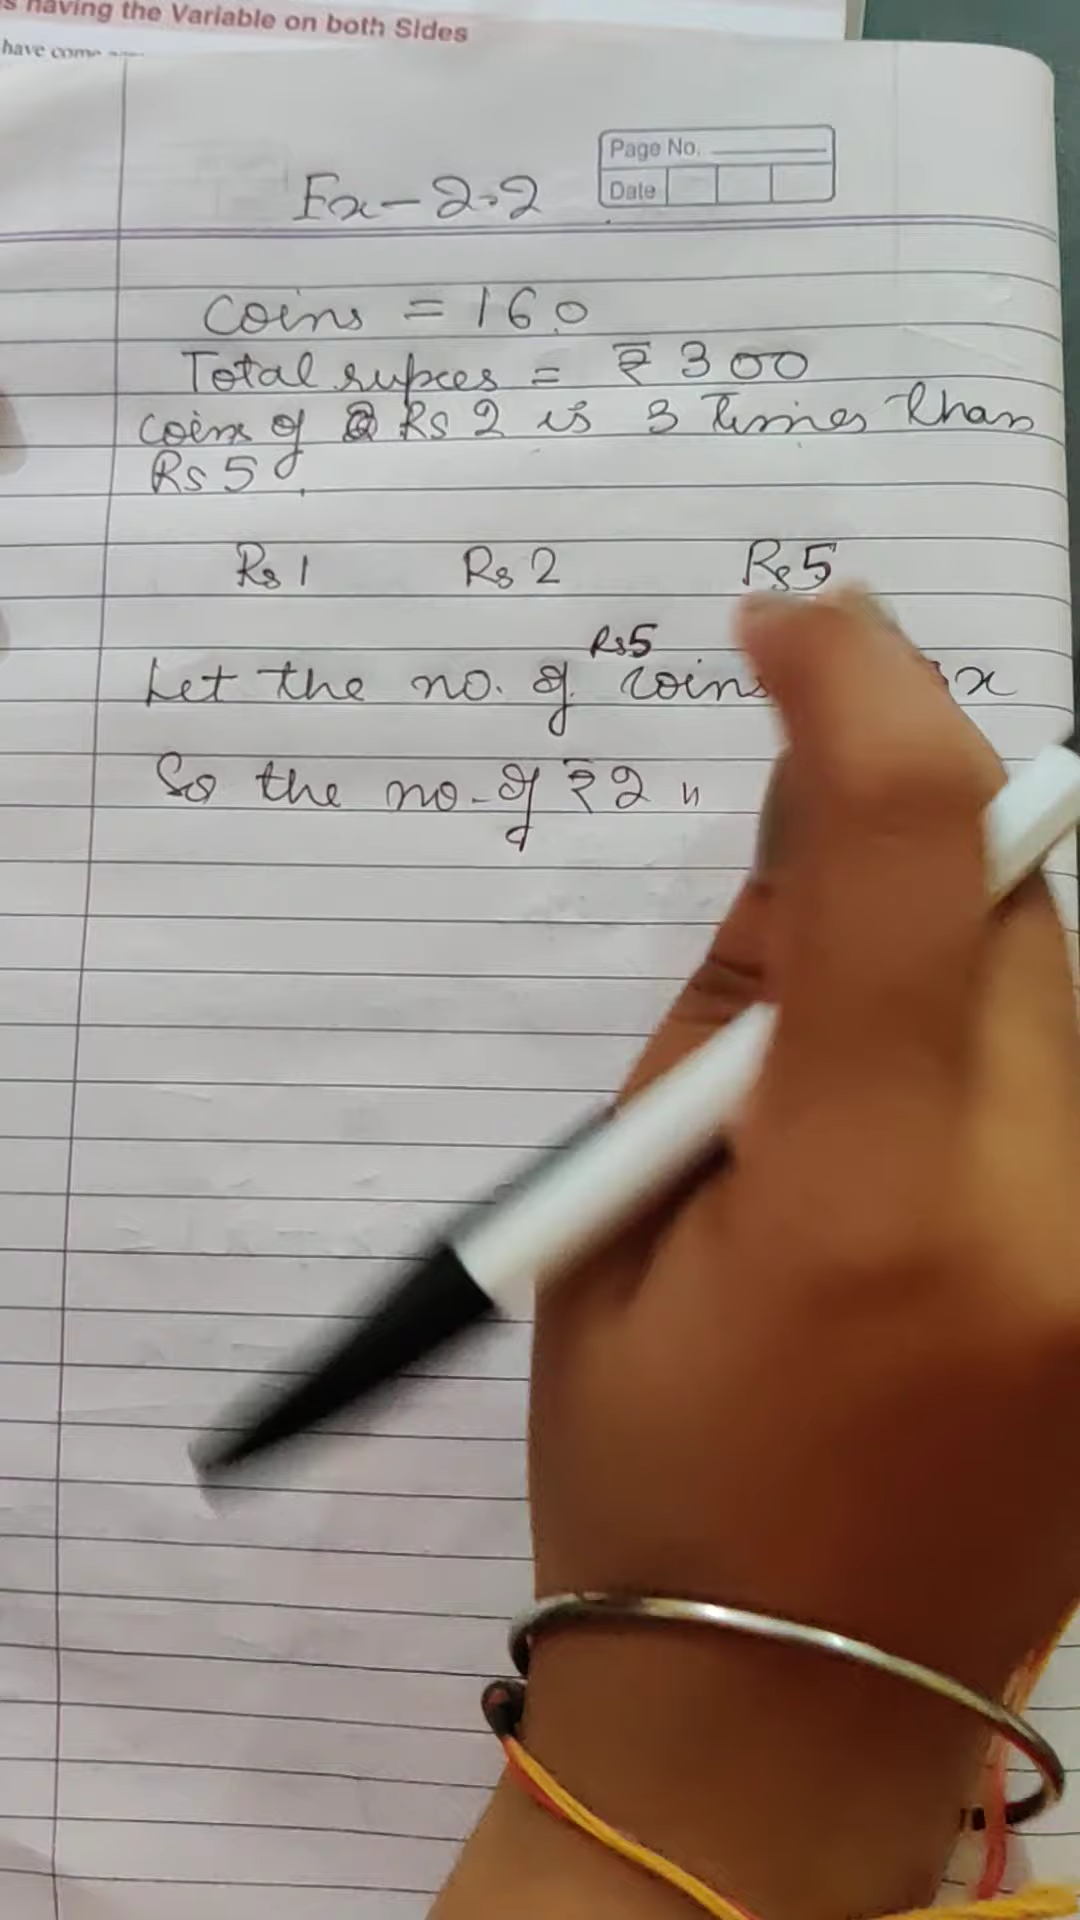 having the Variable on both Sides
have come
Page No.
Date
Ex-2.2
Coins = 160
Total rupees = ₹ 300
coins of Rs 2 is 3 times than
Rs 5
Rs 1 Rs 2 Rs 5
Rs5
Let the no. of coins x
So the no. of ₹2 "